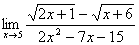 lim x→5 (√(2x+1) − √(x+6)) / (2x² − 7x − 15)